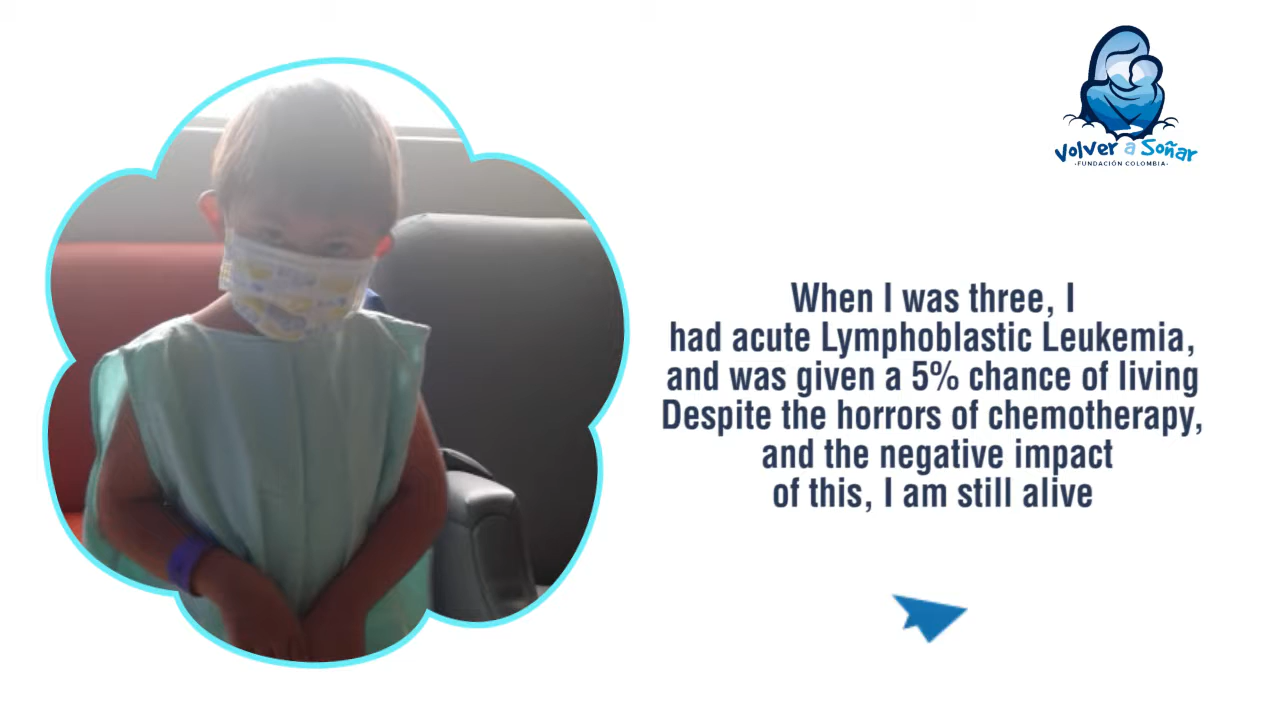 Volver a Soñar
·FUNDACIÓN COLOMBIA·
When I was three, I
had acute Lymphoblastic Leukemia,
and was given a 5% chance of living
Despite the horrors of chemotherapy,
and the negative impact
of this, I am still alive